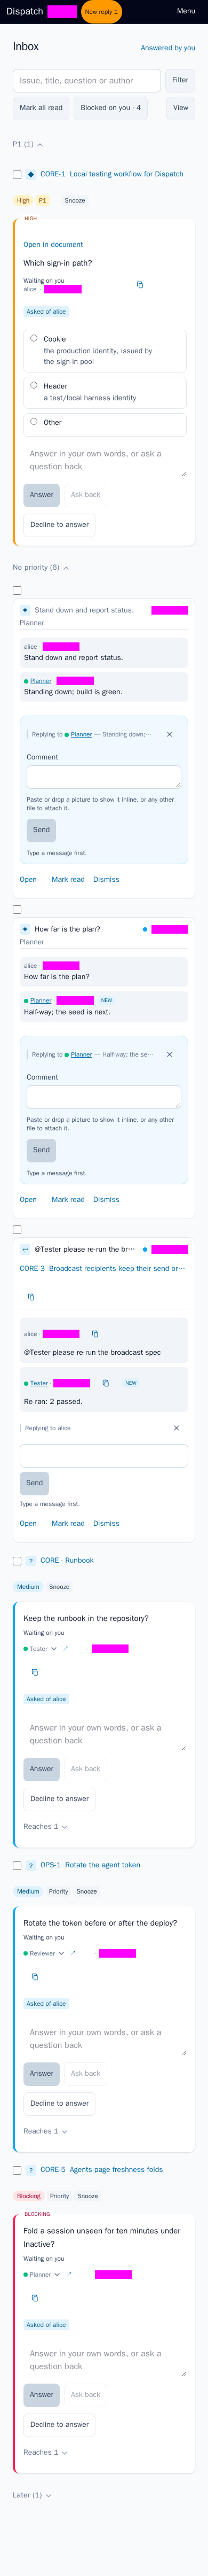 Dispatch
New reply 1
Menu
Inbox
Answered by you
Issue, title, question or author
Filter
Mark all read
Blocked on you · 4
View
P1 (1)
CORE-1 Local testing workflow for Dispatch
High P1 Snooze
HIGH
Open in document
Which sign-in path?
Waiting on you
alice ·
Asked of alice
Cookie
the production identity, issued by
the sign-in pool
Header
a test/local harness identity
Other
Answer in your own words, or ask a
question back
Answer
Ask back
Decline to answer
No priority (6)
Stand down and report status.
Planner
alice ·
Stand down and report status.
Planner ·
Standing down; build is green.
Replying to Planner — Standing down;…
Comment
Paste or drop a picture to show it inline, or any other
file to attach it.
Send
Type a message first.
Open Mark read Dismiss
How far is the plan?
Planner
alice ·
How far is the plan?
Planner · NEW
Half-way; the seed is next.
Replying to Planner — Half-way; the se…
Comment
Paste or drop a picture to show it inline, or any other
file to attach it.
Send
Type a message first.
Open Mark read Dismiss
@Tester please re-run the br…
CORE-3 Broadcast recipients keep their send or…
alice ·
@Tester please re-run the broadcast spec
Tester · NEW
Re-ran: 2 passed.
Replying to alice
Send
Type a message first.
Open Mark read Dismiss
? CORE · Runbook
Medium Snooze
Keep the runbook in the repository?
Waiting on you
Tester ·
Asked of alice
Answer in your own words, or ask a
question back
Answer
Ask back
Decline to answer
Reaches 1
? OPS-1 Rotate the agent token
Medium Priority Snooze
Rotate the token before or after the deploy?
Waiting on you
Reviewer ·
Asked of alice
Answer in your own words, or ask a
question back
Answer
Ask back
Decline to answer
Reaches 1
? CORE-5 Agents page freshness folds
Blocking Priority Snooze
BLOCKING
Fold a session unseen for ten minutes under
Inactive?
Waiting on you
Planner ·
Asked of alice
Answer in your own words, or ask a
question back
Answer
Ask back
Decline to answer
Reaches 1
Later (1)